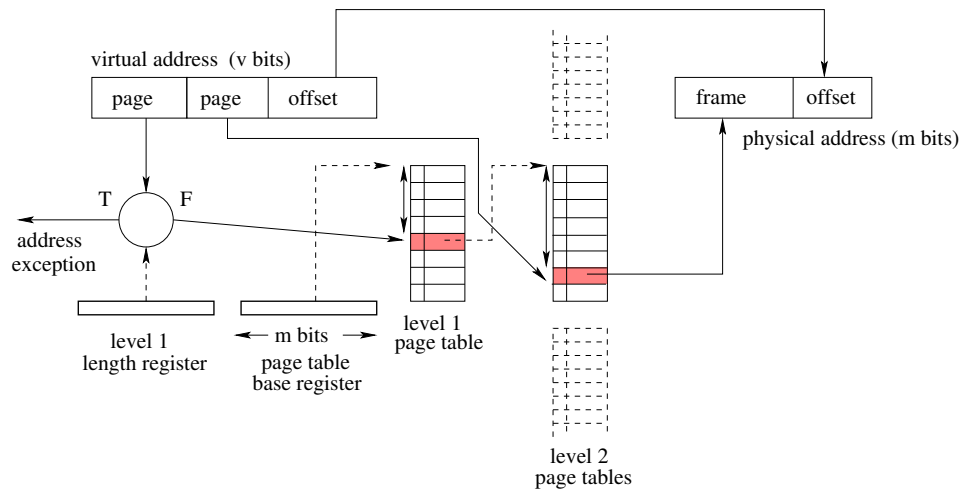 virtual address (v bits)
page
page
offset
frame
offset
physical address (m bits)
T
F
address
exception
level 1
length register
m bits
page table
base register
level 1
page table
level 2
page tables